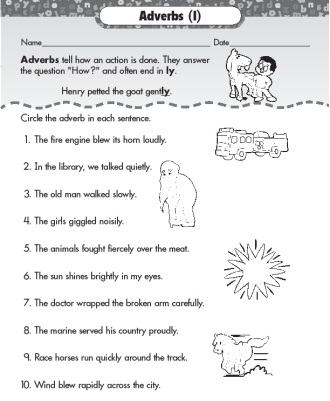 Adverbs (I)
Name Date
Adverbs tell how an action is done. They answer
the question "How?" and often end in ly.
Henry petted the goat gently.
Circle the adverb in each sentence.
1. The fire engine blew its horn loudly.
2. In the library, we talked quietly.
3. The old man walked slowly.
4. The girls giggled noisily.
5. The animals fought fiercely over the meat.
6. The sun shines brightly in my eyes.
7. The doctor wrapped the broken arm carefully.
8. The marine served his country proudly.
9. Race horses run quickly around the track.
10. Wind blew rapidly across the city.